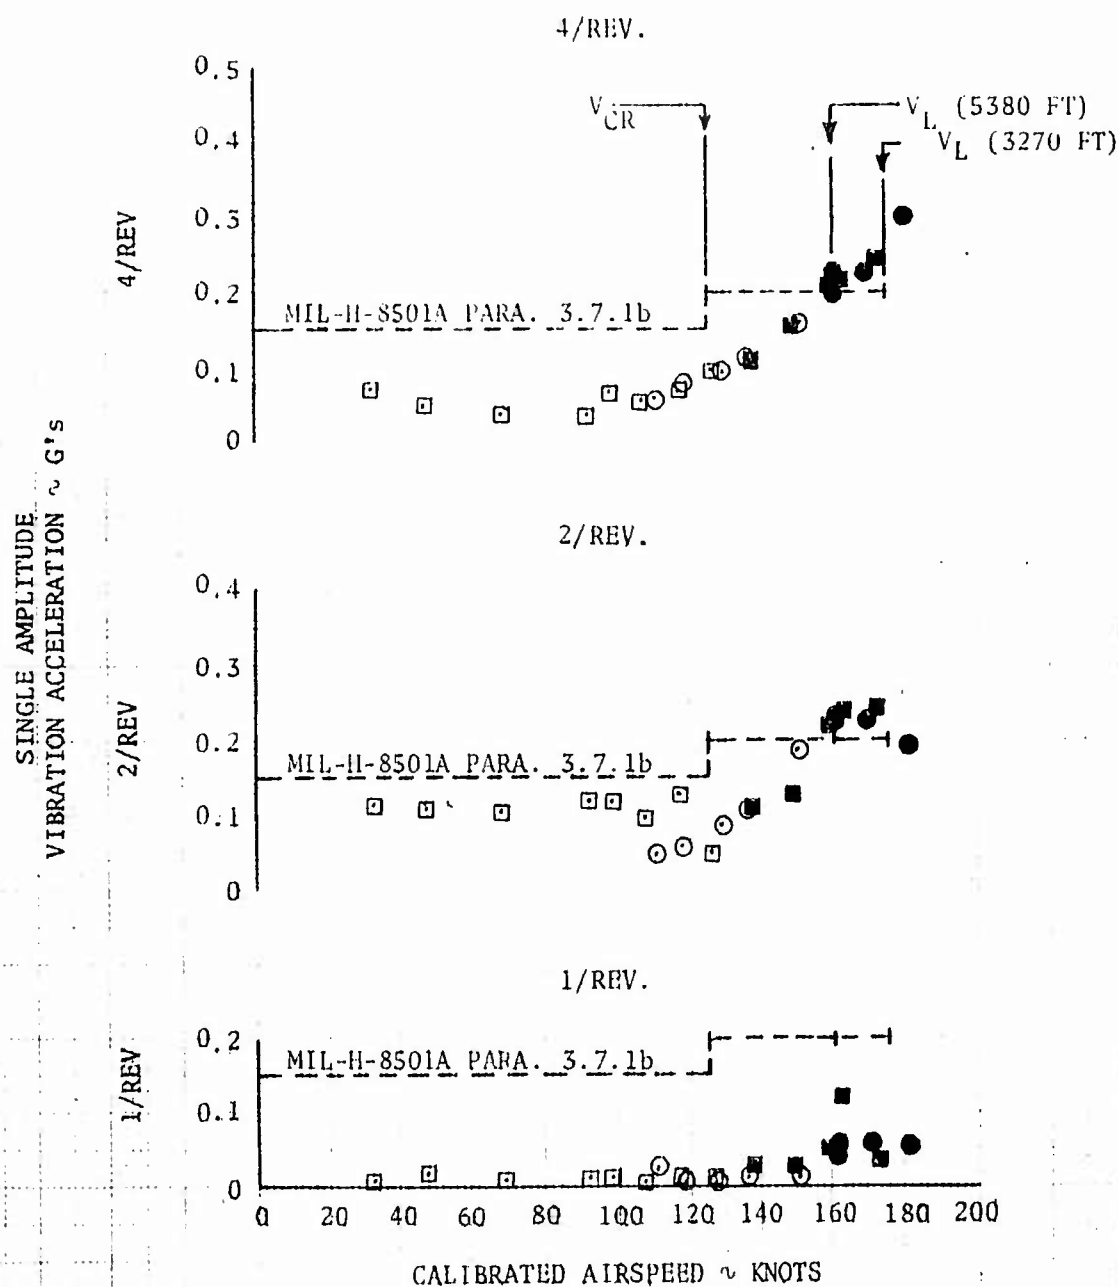 4/REV.
0.5
0.4
0.3
0.2
0.1
0
V_CR
V_L (5380 FT)
V_L (3270 FT)
MIL-H-8501A PARA. 3.7.1b
4/REV
SINGLE AMPLITUDE
VIBRATION ACCELERATION ~ G's
2/REV.
0.4
0.3
0.2
0.1
0
MIL-H-8501A PARA. 3.7.1b
2/REV
1/REV.
0.2
0.1
0
MIL-H-8501A PARA. 3.7.1b
1/REV
0 20 40 60 80 100 120 140 160 180 200
CALIBRATED AIRSPEED ~ KNOTS